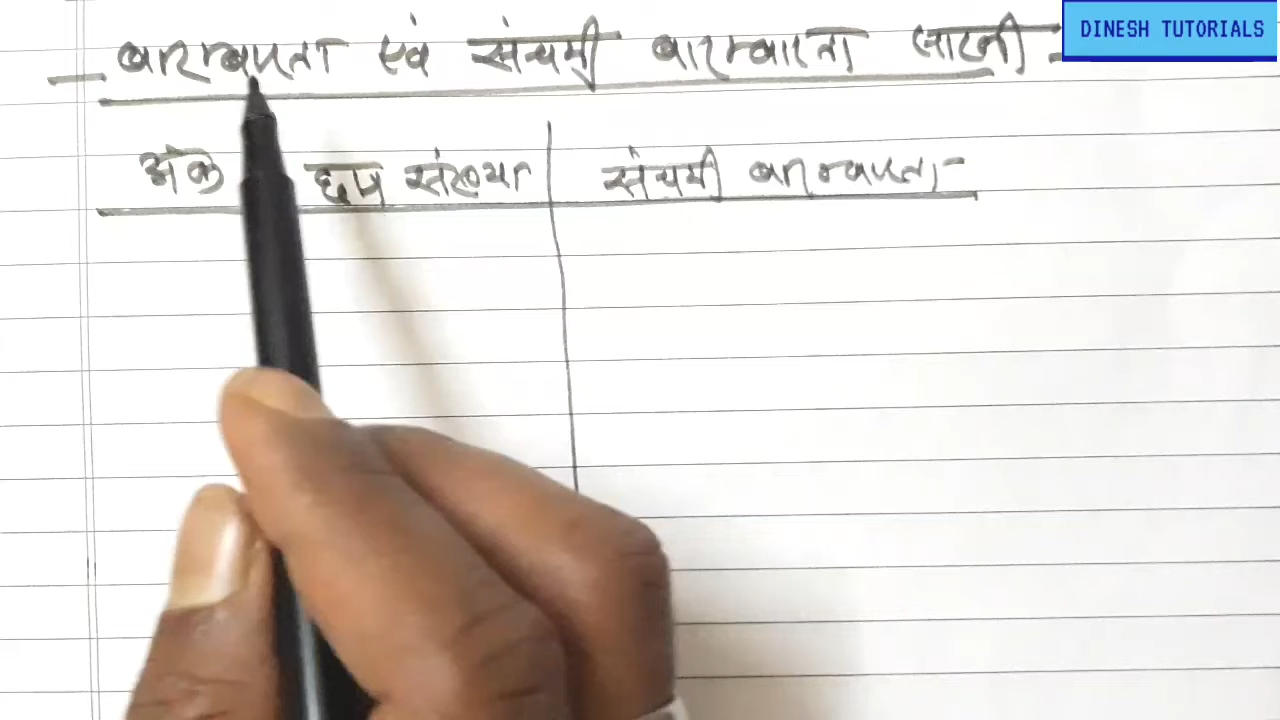 DINESH TUTORIALS
बारम्बारता एवं संचयी बारम्बारता सारणी :
अंक छात्र संख्या संचयी बारम्बारता